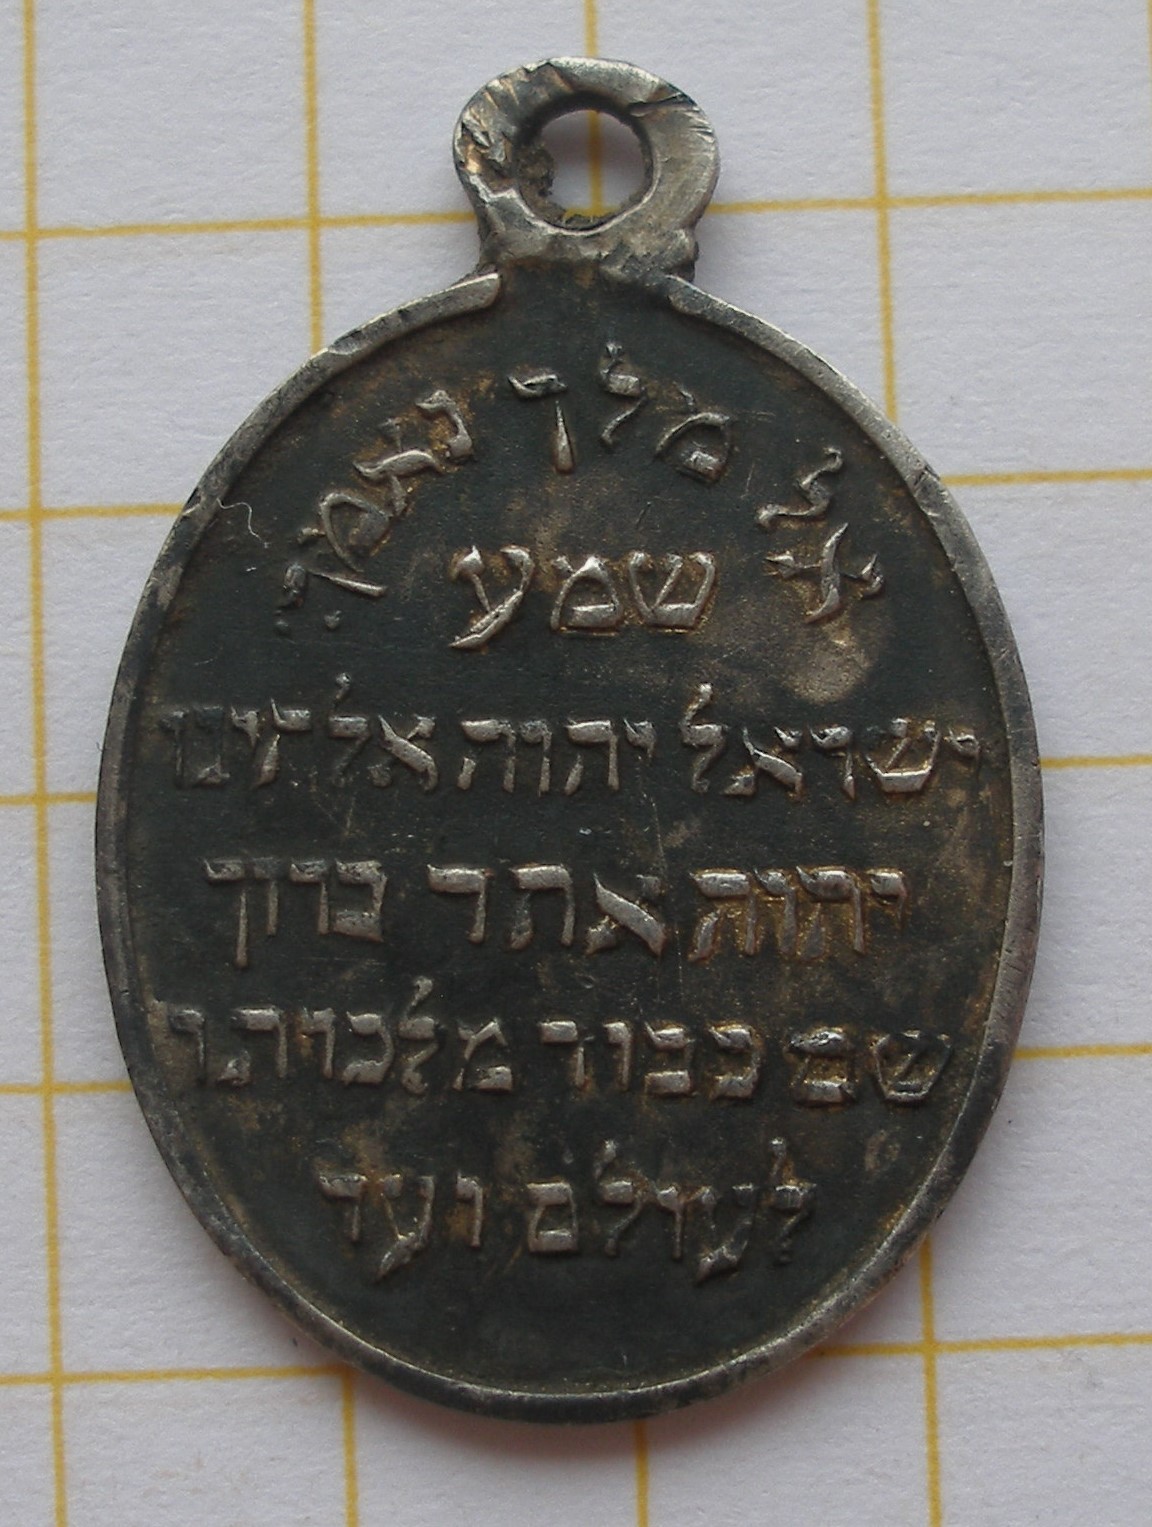 אל מלך נאמן:
שמע
ישראל יהוה אלהינו
יהוה אחד ברוך
שם כבוד מלכותו
לעולם ועד